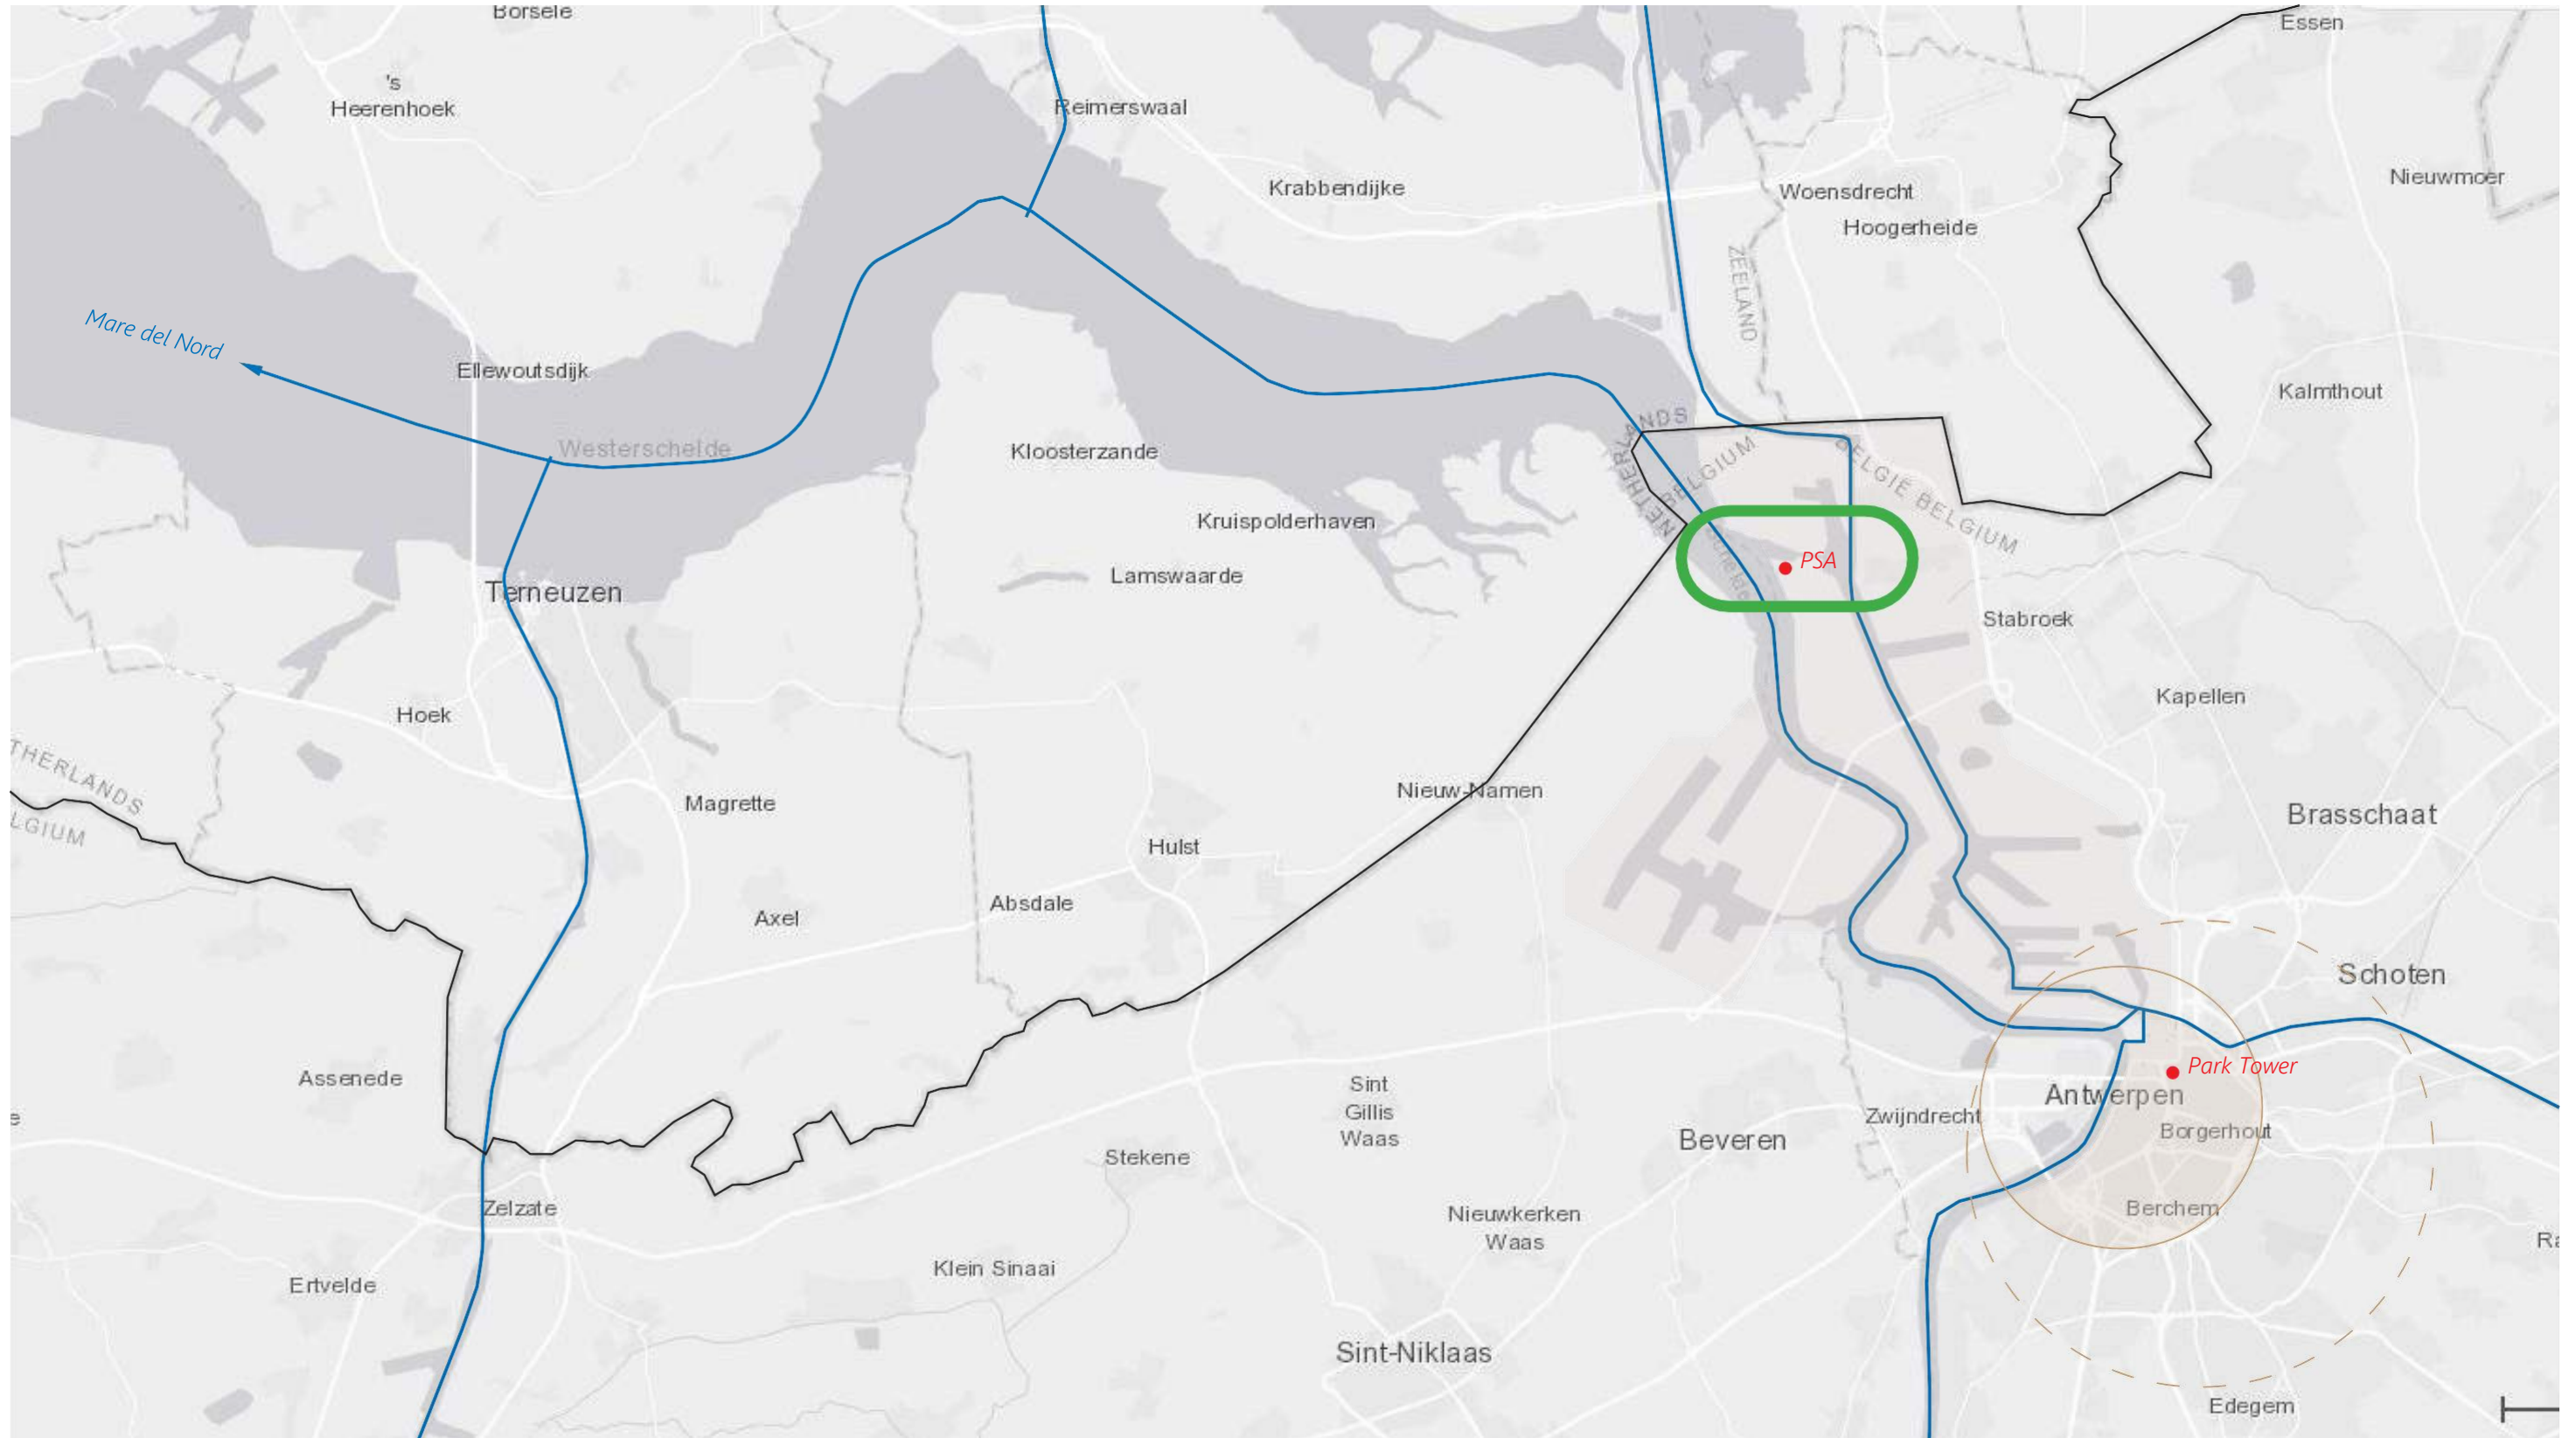 Borsele
Essen
's
Heerenhoek
Reimerswaal
Krabbendijke
Woensdrecht
Nieuwmoer
Hoogerheide
ZEELAND
Mare del Nord
Ellewoutsdijk
Kalmthout
Westerschelde
Kloosterzande
NETHERLANDS
BELGIUM
BELGIË BELGIUM
Kruispolderhaven
Lamswaarde
PSA
Terneuzen
Stabroek
Hoek
Kapellen
THERLANDS
LGIUM
Magrette
Nieuw-Namen
Brasschaat
Hulst
Absdale
Axel
Schoten
Assenede
Park Tower
Sint
Gillis
Waas
Antwerpen
Zwijndrecht
Borgerhout
Beveren
Stekene
Zelzate
Berchem
Nieuwkerken
Waas
Klein Sinaai
Ertvelde
Sint-Niklaas
Edegem